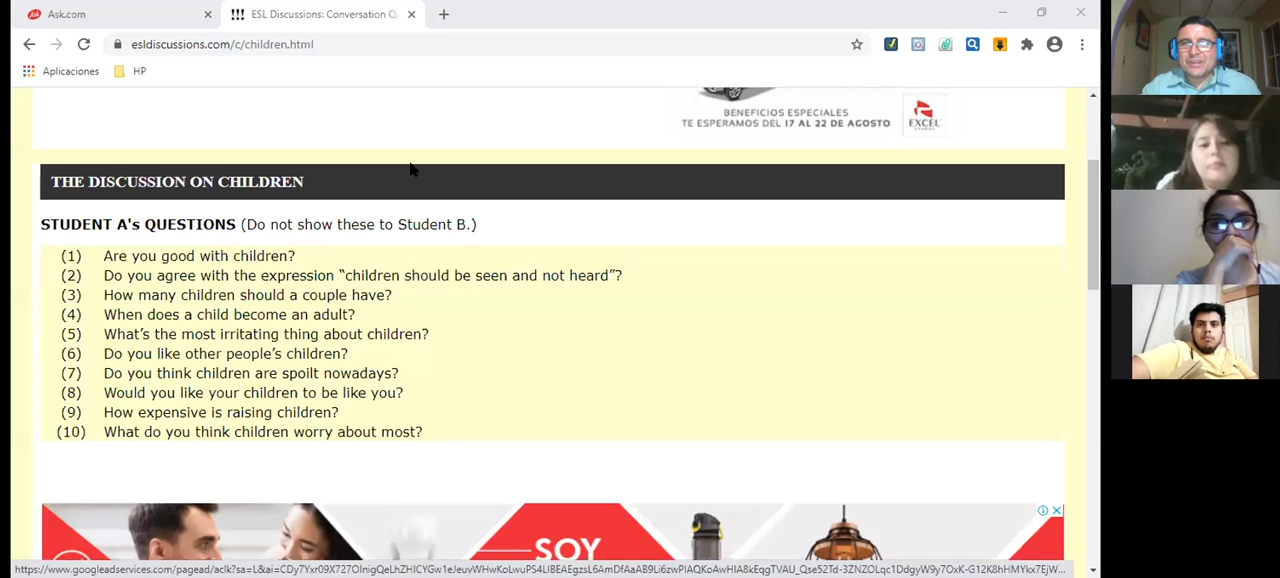 Ask.com
ESL Discussions: Conversation Q
esldiscussions.com/c/children.html
Aplicaciones
HP
BENEFICIOS ESPECIALES
TE ESPERAMOS DEL 17 AL 22 DE AGOSTO
EXCEL
THE DISCUSSION ON CHILDREN
STUDENT A's QUESTIONS (Do not show these to Student B.)
(1) Are you good with children?
(2) Do you agree with the expression “children should be seen and not heard”?
(3) How many children should a couple have?
(4) When does a child become an adult?
(5) What’s the most irritating thing about children?
(6) Do you like other people’s children?
(7) Do you think children are spoilt nowadays?
(8) Would you like your children to be like you?
(9) How expensive is raising children?
(10) What do you think children worry about most?
SOY